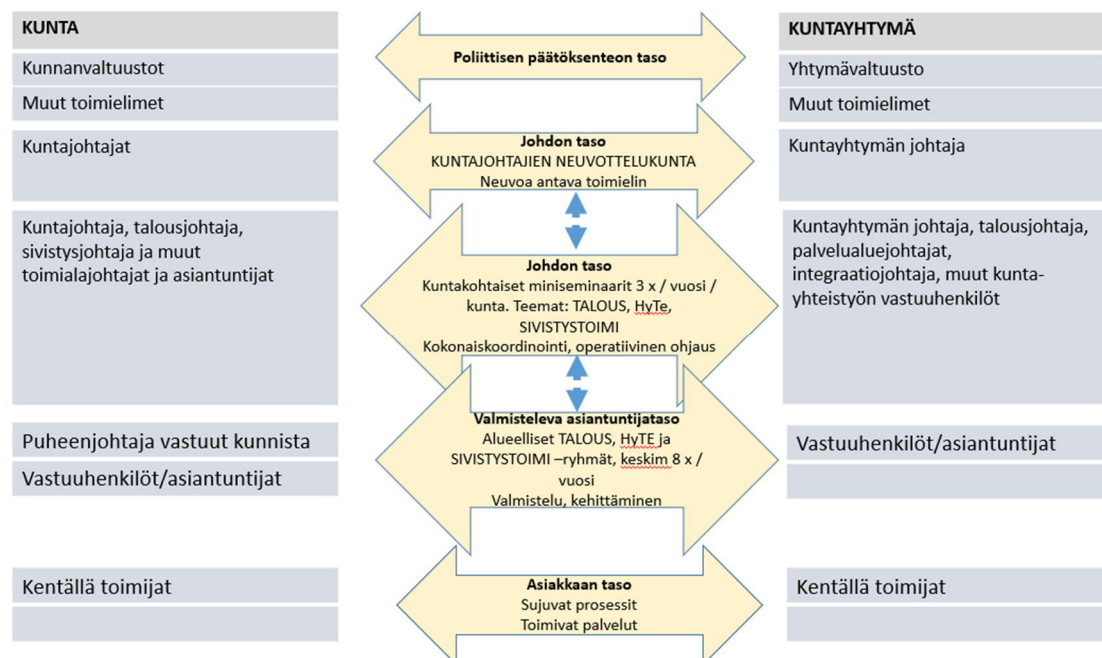 KUNTA
Kunnanvaltuustot
Muut toimielimet
Kuntajohtajat
Kuntajohtaja, talousjohtaja,
sivistysjohtaja ja muut
toimialajohtajat ja asiantuntijat
Puheenjohtaja vastuut kunnista
Vastuuhenkilöt/asiantuntijat
Kentällä toimijat
Poliittisen päätöksenteon taso
Johdon taso
KUNTAJOHTAJIEN NEUVOTTELUKUNTA
Neuvoa antava toimielin
Johdon taso
Kuntakohtaiset miniseminaarit 3 x / vuosi /
kunta. Teemat: TALOUS, HyTe,
SIVISTYSTOIMI
Kokonaiskoordinointi, operatiivinen ohjaus
Valmisteleva asiantuntijataso
Alueelliset TALOUS, HyTE ja
SIVISTYSTOIMI –ryhmät, keskim 8 x /
vuosi
Valmistelu, kehittäminen
Asiakkaan taso
Sujuvat prosessit
Toimivat palvelut
KUNTAYHTYMÄ
Yhtymävaltuusto
Muut toimielimet
Kuntayhtymän johtaja
Kuntayhtymän johtaja, talousjohtaja,
palvelualuejohtajat,
integraatiojohtaja, muut kunta-
yhteistyön vastuuhenkilöt
Vastuuhenkilöt/asiantuntijat
Kentällä toimijat